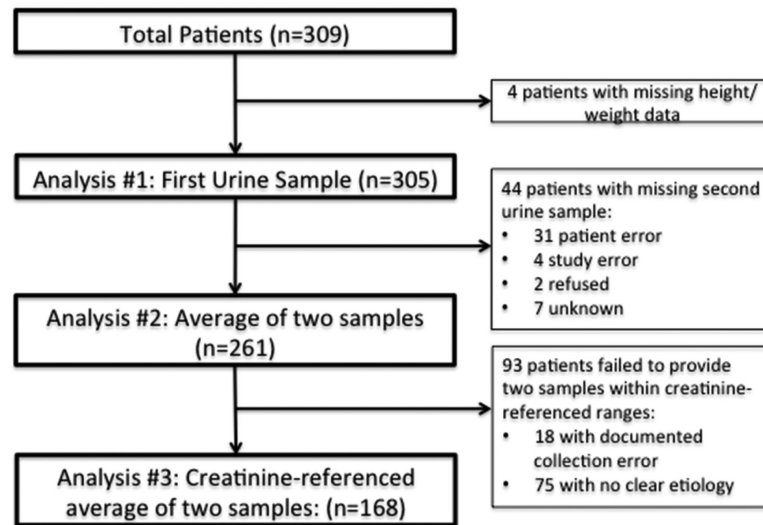 Total Patients (n=309)
4 patients with missing height/
weight data
Analysis #1: First Urine Sample (n=305)
44 patients with missing second
urine sample:
• 31 patient error
• 4 study error
• 2 refused
• 7 unknown
Analysis #2: Average of two samples
(n=261)
93 patients failed to provide
two samples within creatinine-
referenced ranges:
• 18 with documented
collection error
• 75 with no clear etiology
Analysis #3: Creatinine-referenced
average of two samples: (n=168)